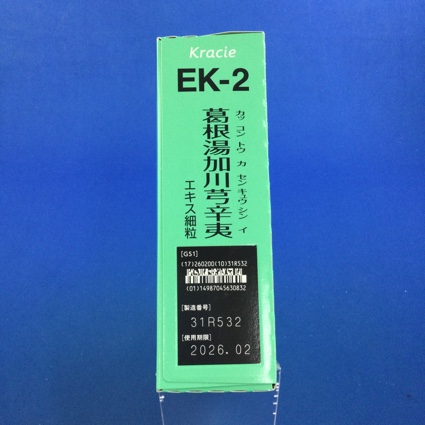 Kracie
EK-2
葛根湯加川芎辛夷
カッコントウカセンキュウシンイ
エキス細粒
[GS1]
(17)260200(10)31R532
(01)14987045630832
[製造番号]
31R532
[使用期限]
2026.02